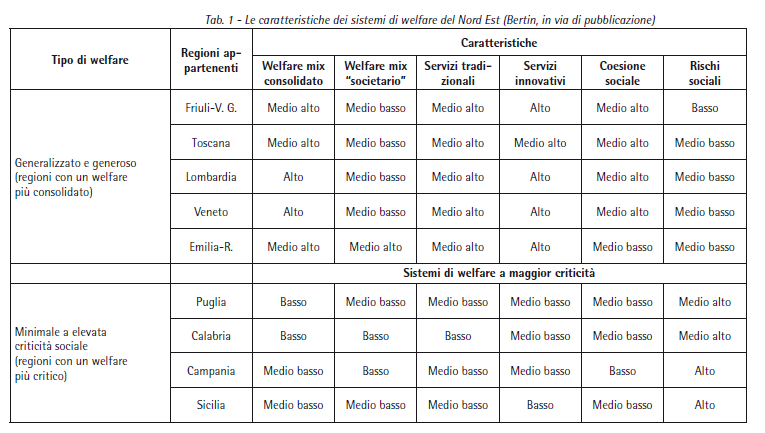 Tab. 1 - Le caratteristiche dei sistemi di welfare del Nord Est (Bertin, in via di pubblicazione)
Tipo di welfare
Regioni ap-
partenenti
Caratteristiche
Welfare mix
consolidato
Welfare mix
“societario”
Servizi tradi-
zionali
Servizi
innovativi
Coesione
sociale
Rischi
sociali
Generalizzato e generoso
(regioni con un welfare
più consolidato)
Friuli-V. G. Medio alto Medio basso Medio alto Alto Medio alto Basso
Toscana Medio alto Medio basso Medio alto Medio alto Medio alto Medio basso
Lombardia Alto Medio basso Medio alto Alto Medio alto Medio basso
Veneto Alto Medio basso Medio alto Alto Medio alto Medio basso
Emilia-R. Medio alto Medio alto Medio alto Alto Medio basso Medio basso
Sistemi di welfare a maggior criticità
Minimale a elevata
criticità sociale
(regioni con un welfare
più critico)
Puglia Basso Medio basso Medio basso Medio basso Medio basso Medio alto
Calabria Basso Basso Basso Medio basso Medio basso Medio alto
Campania Medio basso Basso Medio basso Medio basso Basso Alto
Sicilia Medio basso Medio basso Medio basso Basso Medio basso Alto